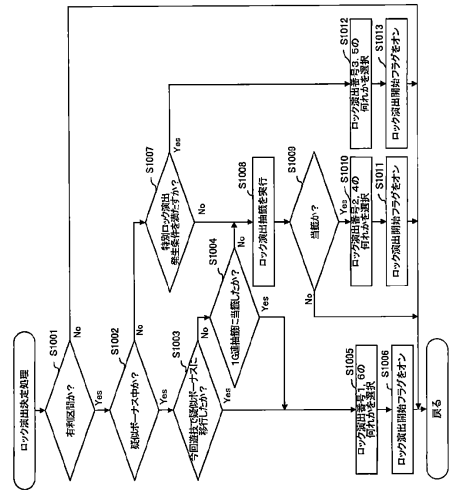 ロック演出決定処理
S1001
有利区間か?
No
Yes
S1002
疑似ボーナス中か?
No
Yes
S1003
今回遊技で疑似ボーナスに
移行したか?
No
Yes
S1004
1G連抽籤に当籤したか?
No
Yes
S1005
ロック演出番号1、6の
何れかを選択
S1006
ロック演出開始フラグをオン
S1007
特別ロック演出
発生条件を満たすか?
Yes
No
S1008
ロック演出抽籤を実行
S1009
当籤か?
No
Yes
S1010
ロック演出番号2、4の
何れかを選択
S1011
ロック演出開始フラグをオン
S1012
ロック演出番号3、5の
何れかを選択
S1013
ロック演出開始フラグをオン
戻る